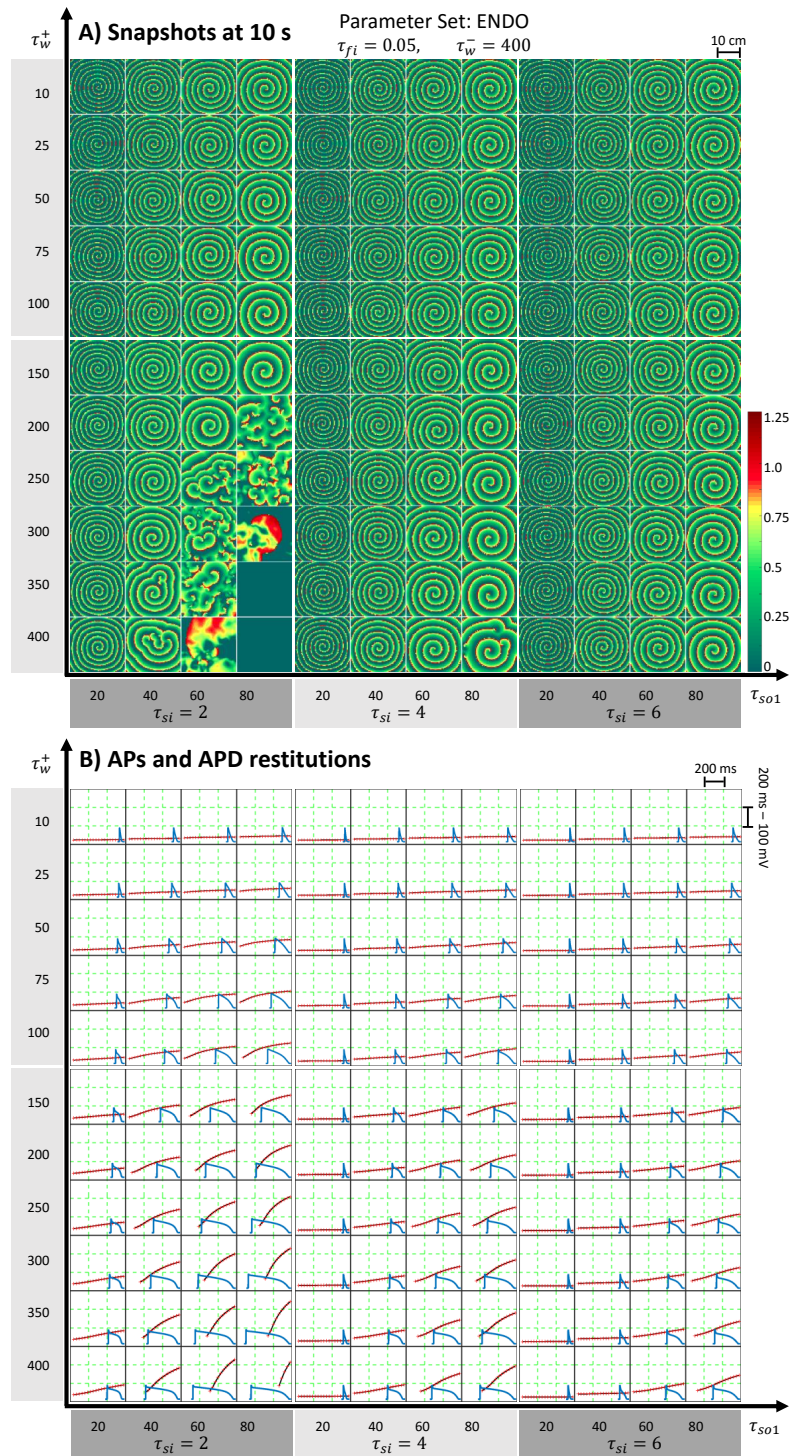 Parameter Set: ENDO
A) Snapshots at 10 s
τ_w^+
τ_fi = 0.05, τ_w^- = 400
10 cm
10
25
50
75
100
150
200
250
300
350
400
1.25
1.0
0.5
0.25
0
20 40 60 80 20 40 60 80 20 40 60 80
τ_so1
τ_si = 2 τ_si = 4 τ_si = 6
B) APs and APD restitutions
τ_w^+
200 ms
200 ms – 100 mV
10
25
50
75
100
150
200
250
300
350
400
20 40 60 80 20 40 60 80 20 40 60 80
τ_so1
τ_si = 2 τ_si = 4 τ_si = 6